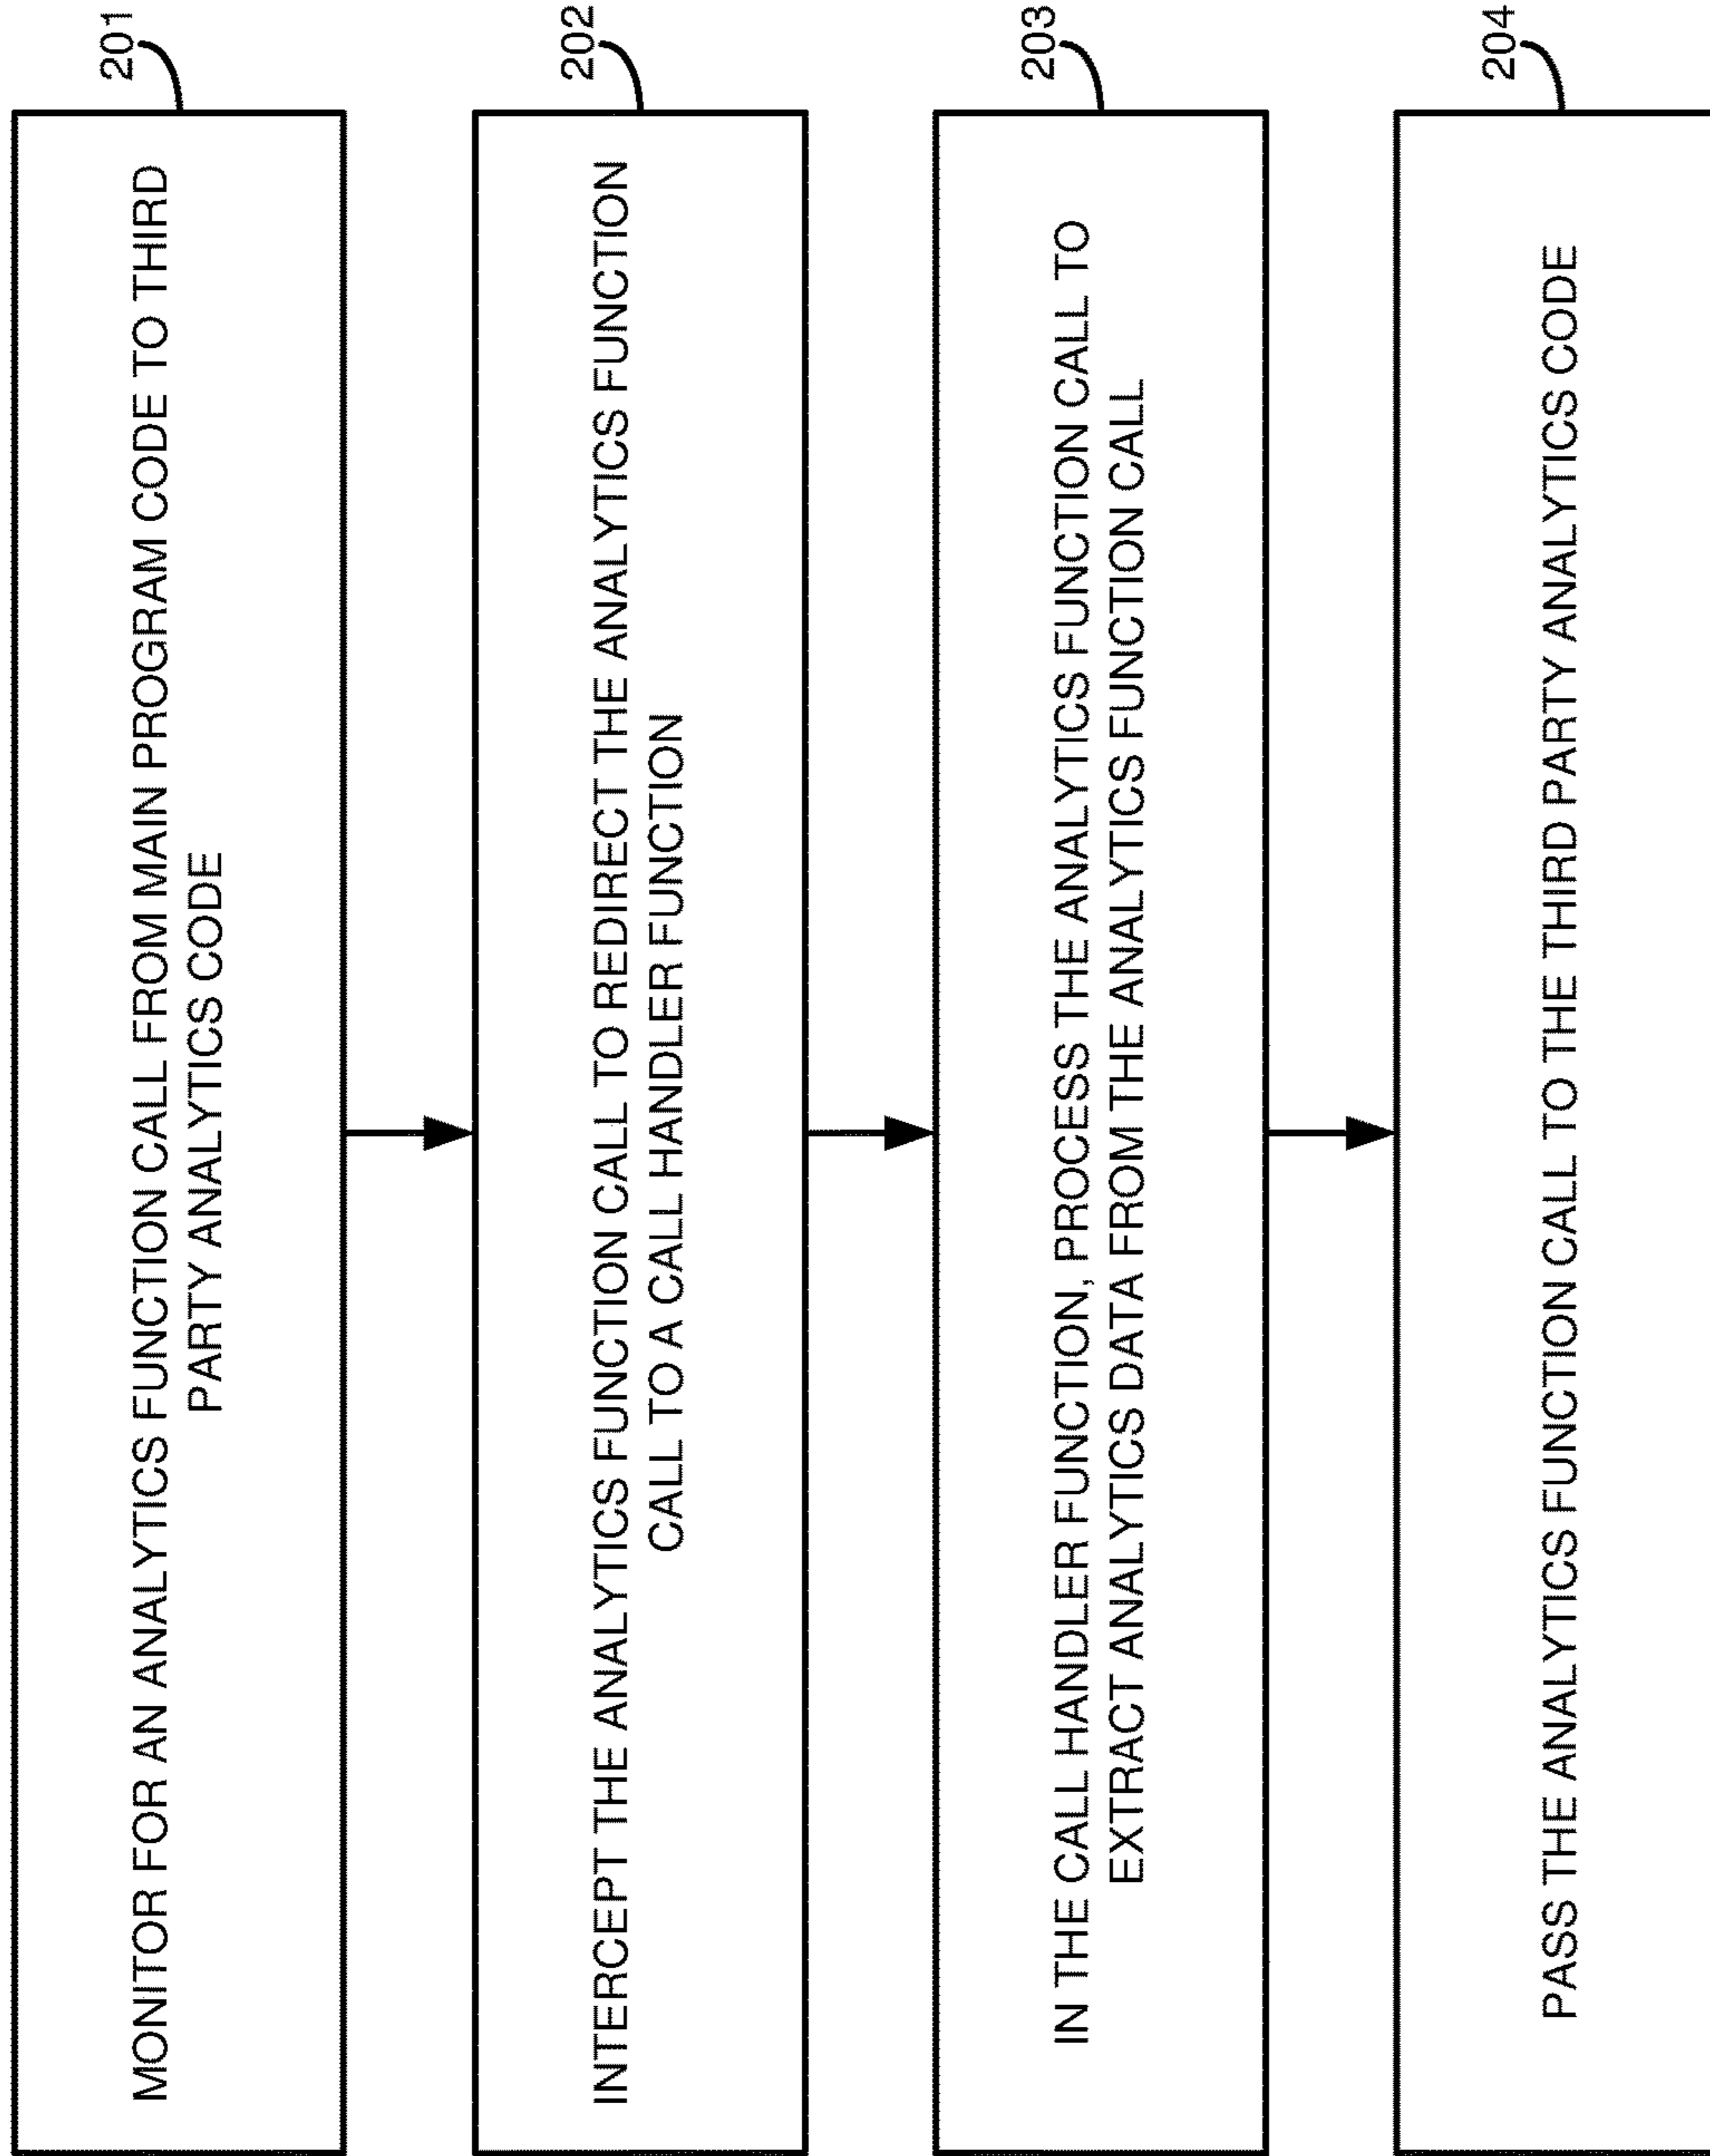 201
MONITOR FOR AN ANALYTICS FUNCTION CALL FROM MAIN PROGRAM CODE TO THIRD
PARTY ANALYTICS CODE
202
INTERCEPT THE ANALYTICS FUNCTION CALL TO REDIRECT THE ANALYTICS FUNCTION
CALL TO A CALL HANDLER FUNCTION
203
IN THE CALL HANDLER FUNCTION, PROCESS THE ANALYTICS FUNCTION CALL TO
EXTRACT ANALYTICS DATA FROM THE ANALYTICS FUNCTION CALL
204
PASS THE ANALYTICS FUNCTION CALL TO THE THIRD PARTY ANALYTICS CODE